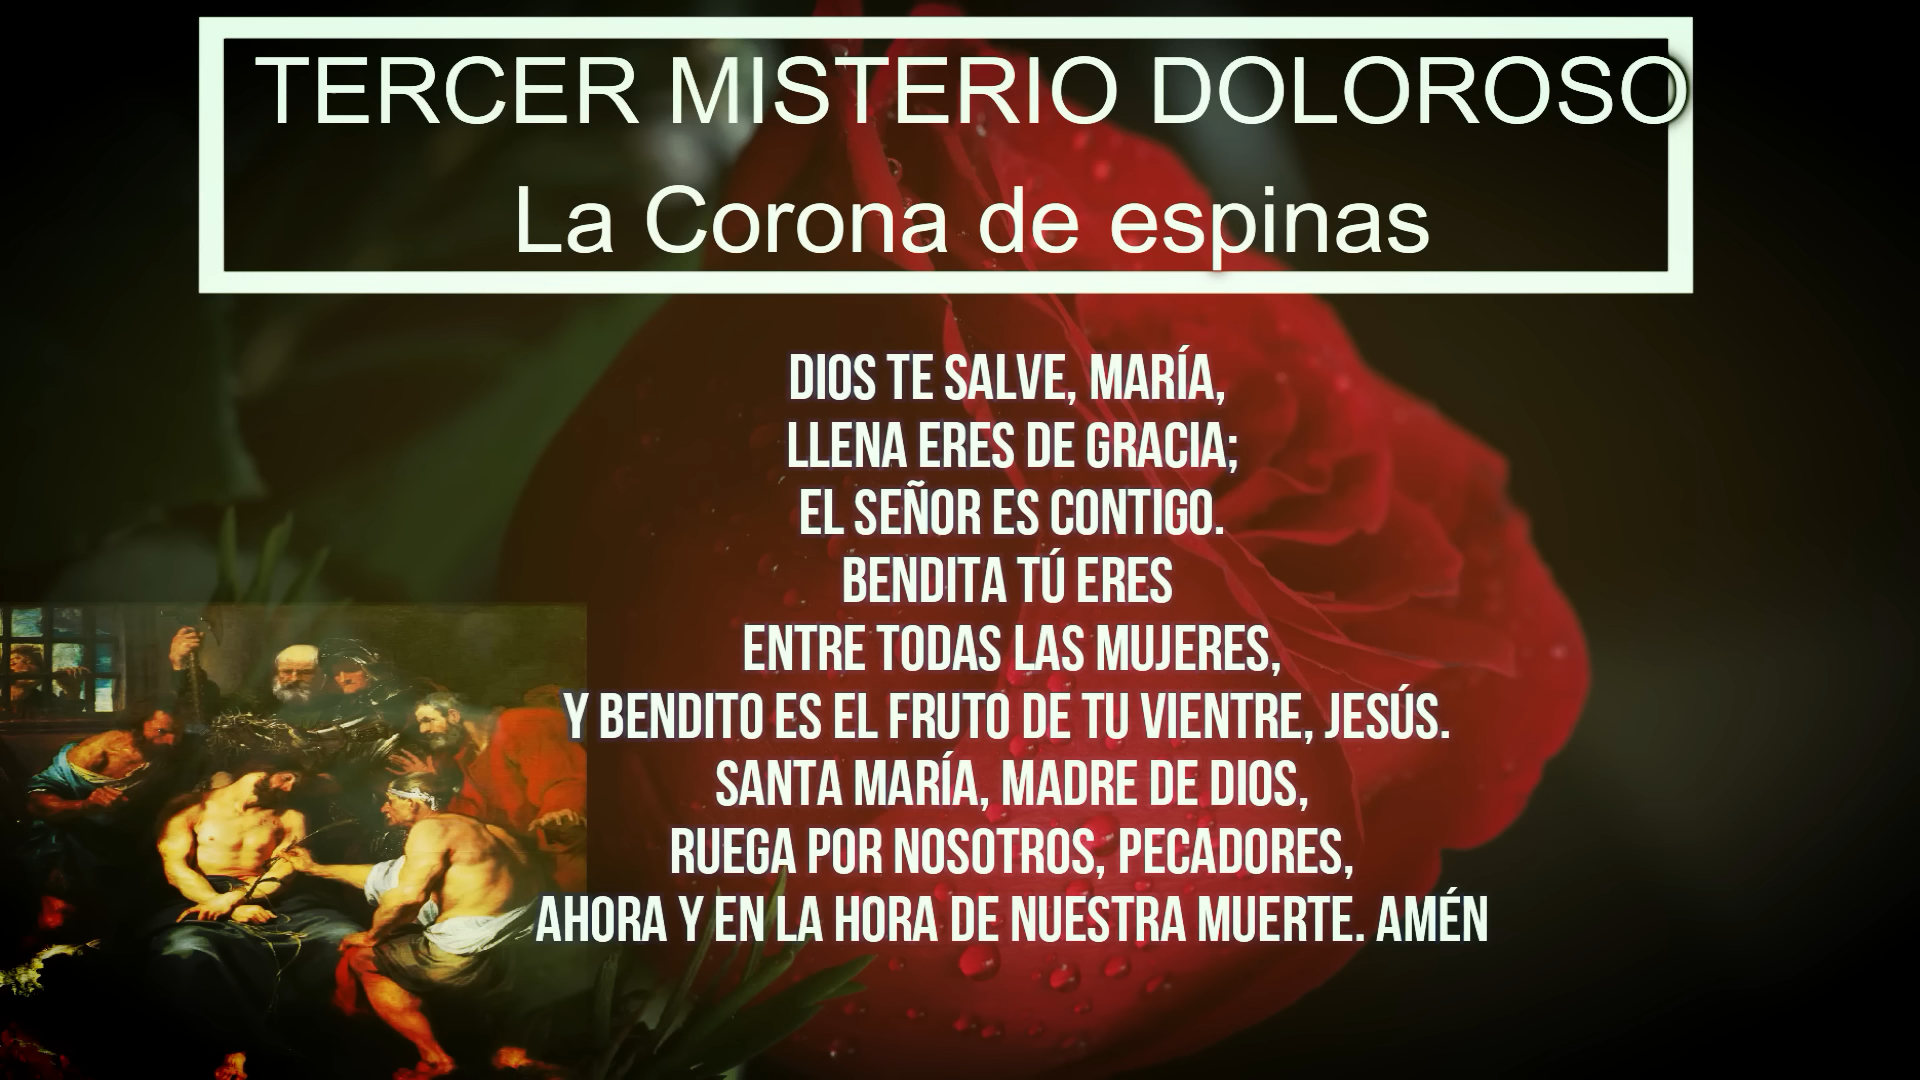 TERCER MISTERIO DOLOROSO
La Corona de espinas
DIOS TE SALVE, MARÍA,
LLENA ERES DE GRACIA;
EL SEÑOR ES CONTIGO.
BENDITA TÚ ERES
ENTRE TODAS LAS MUJERES,
Y BENDITO ES EL FRUTO DE TU VIENTRE, JESÚS.
SANTA MARÍA, MADRE DE DIOS,
RUEGA POR NOSOTROS, PECADORES,
AHORA Y EN LA HORA DE NUESTRA MUERTE. AMÉN